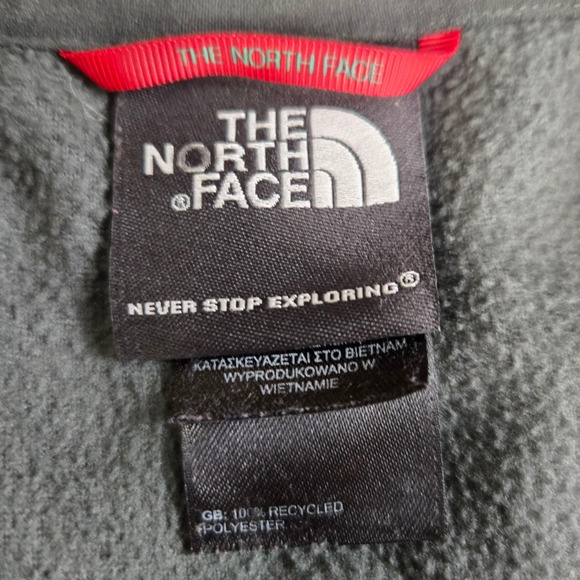 THE NORTH FACE
THE
NORTH
®FACE
NEVER STOP EXPLORING®
ΚΑΤΑΣΚΕΥΑΖΕΤΑΙ ΣΤΟ ΒΙΕΤΝΑΜ
WYPRODUKOWANO W
WIETNAMIE
GB: 100% RECYCLED
POLYESTER